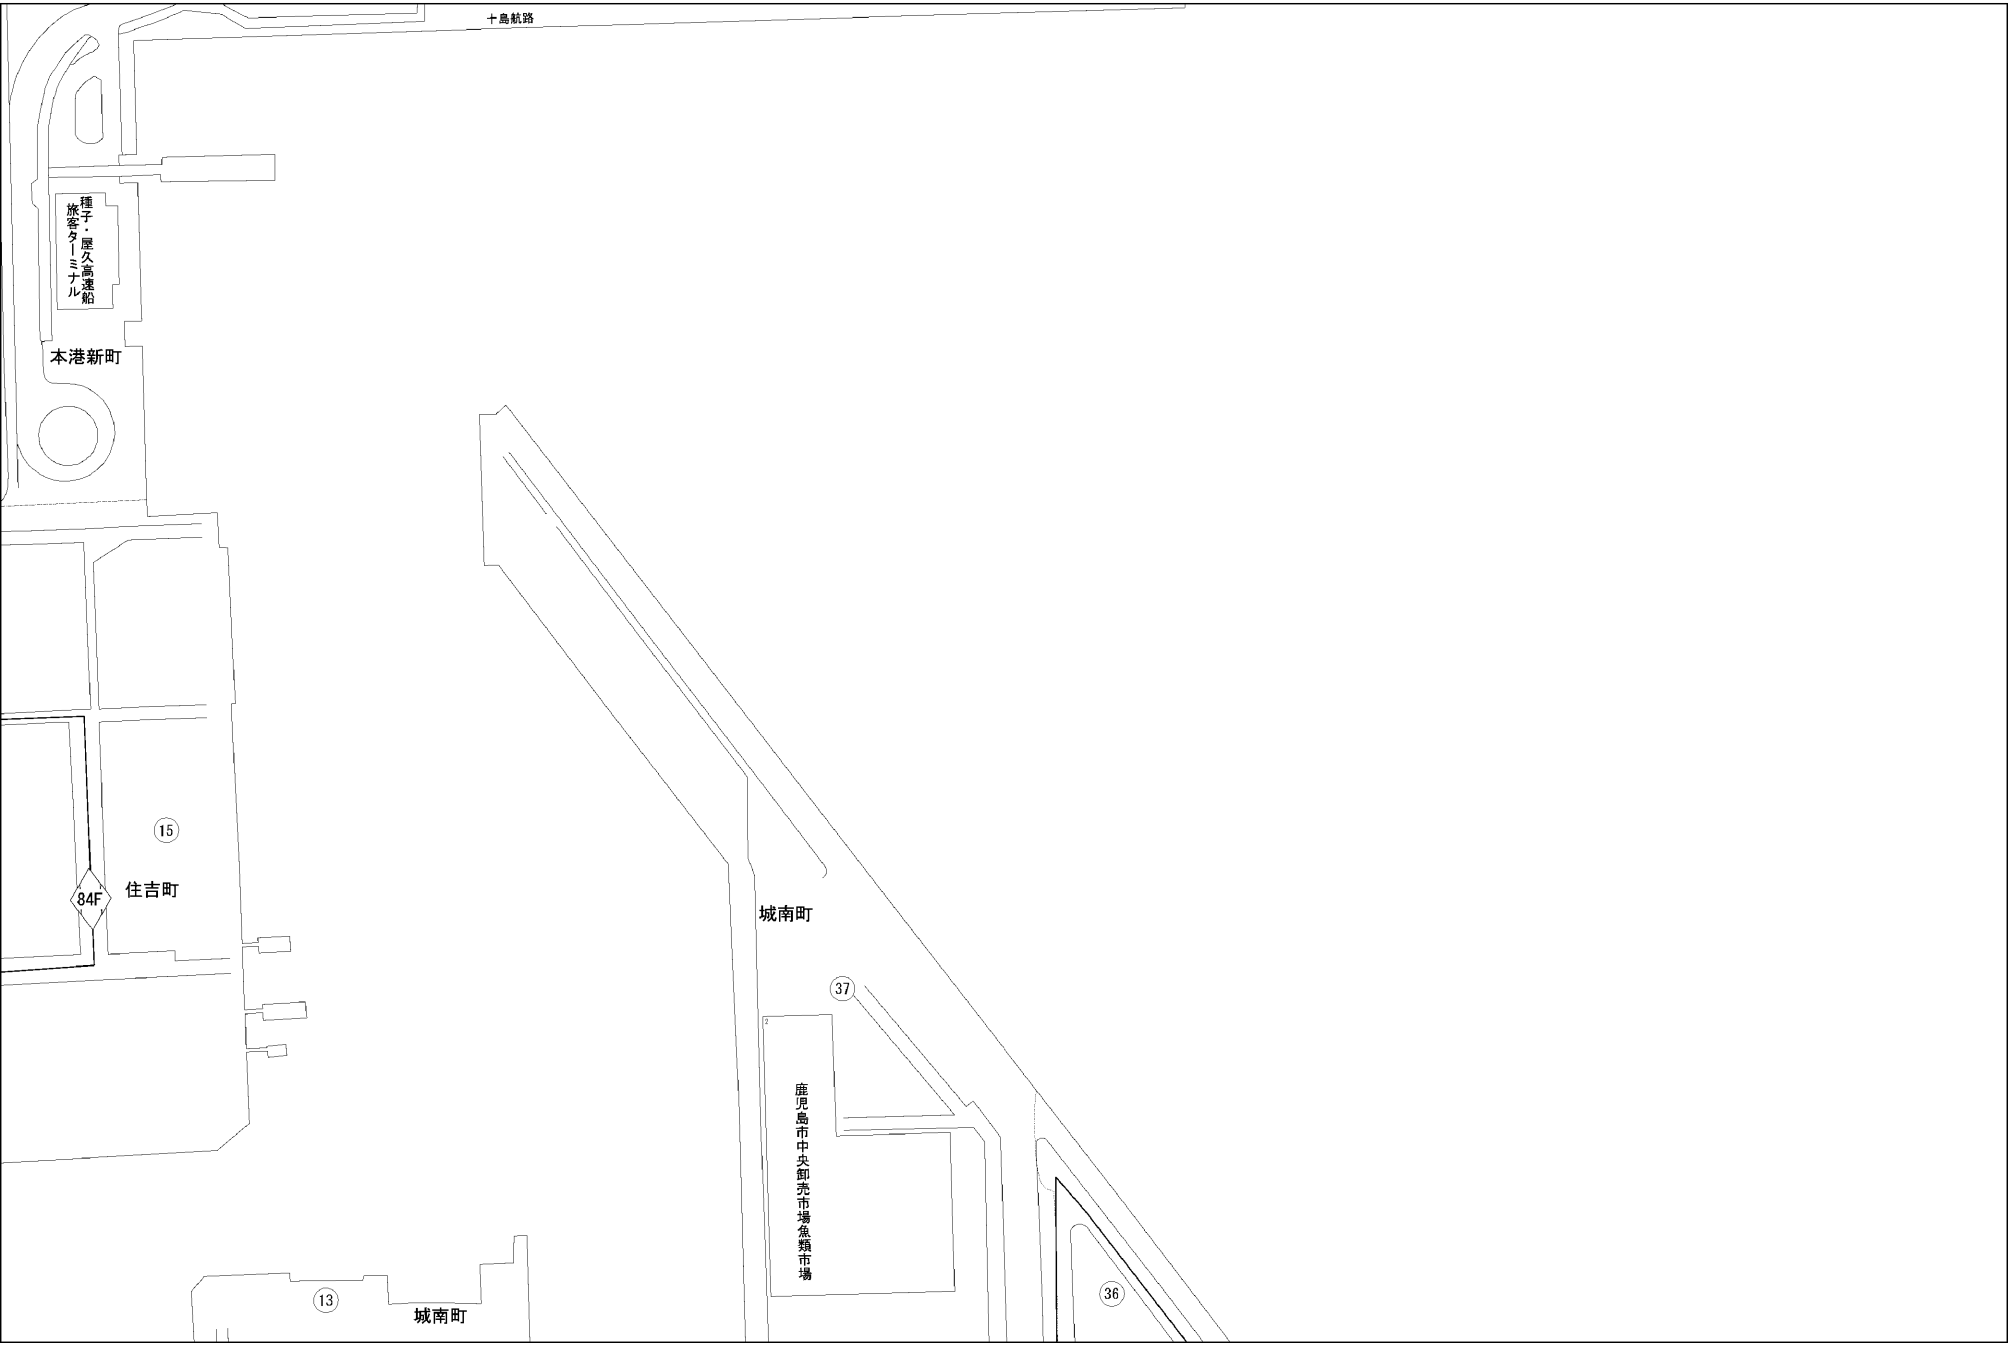 十島航路
種子・屋久高速船
旅客ターミナル
本港新町
15
84F
住吉町
城南町
37
2
鹿児島市中央卸売市場魚類市場
13
城南町
36